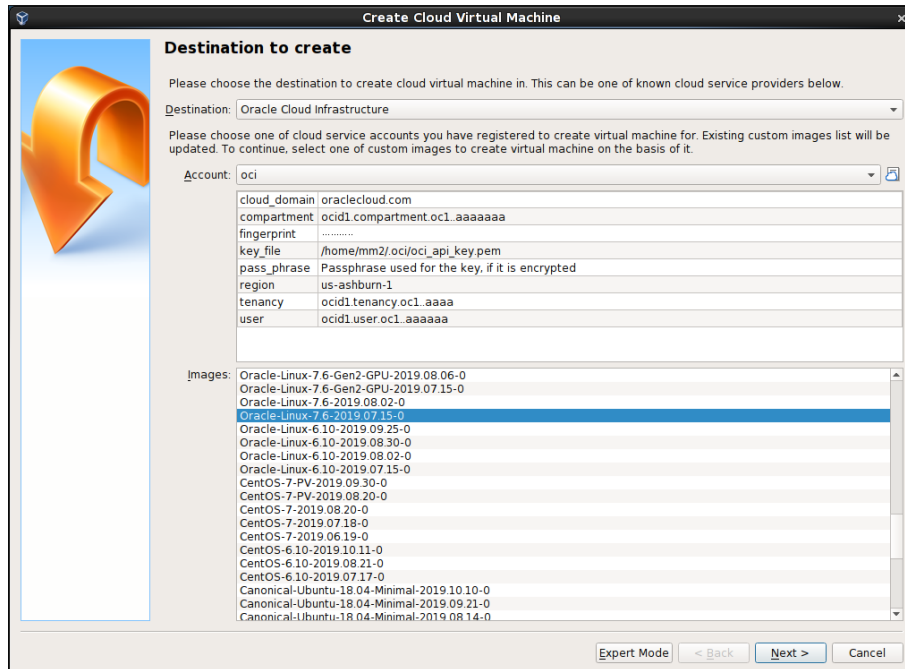 Create Cloud Virtual Machine
Destination to create
Please choose the destination to create cloud virtual machine in. This can be one of known cloud service providers below.
Destination: Oracle Cloud Infrastructure
Please choose one of cloud service accounts you have registered to create virtual machine for. Existing custom images list will be
updated. To continue, select one of custom images to create virtual machine on the basis of it.
Account: oci
cloud_domain oraclecloud.com
compartment ocid1.compartment.oc1..aaaaaaa
fingerprint ...........
key_file /home/mm2/.oci/oci_api_key.pem
pass_phrase Passphrase used for the key, if it is encrypted
region us-ashburn-1
tenancy ocid1.tenancy.oc1..aaaa
user ocid1.user.oc1..aaaaaa
Images: Oracle-Linux-7.6-Gen2-GPU-2019.08.06-0
Oracle-Linux-7.6-Gen2-GPU-2019.07.15-0
Oracle-Linux-7.6-2019.08.02-0
Oracle-Linux-7.6-2019.07.15-0
Oracle-Linux-6.10-2019.09.25-0
Oracle-Linux-6.10-2019.08.30-0
Oracle-Linux-6.10-2019.08.02-0
Oracle-Linux-6.10-2019.07.15-0
CentOS-7-PV-2019.09.30-0
CentOS-7-PV-2019.08.20-0
CentOS-7-2019.08.20-0
CentOS-7-2019.07.18-0
CentOS-7-2019.06.19-0
CentOS-6.10-2019.10.11-0
CentOS-6.10-2019.08.21-0
CentOS-6.10-2019.07.17-0
Canonical-Ubuntu-18.04-Minimal-2019.10.10-0
Canonical-Ubuntu-18.04-Minimal-2019.09.21-0
Canonical-Ubuntu-18.04-Minimal-2019.08.14-0
Expert Mode < Back Next > Cancel